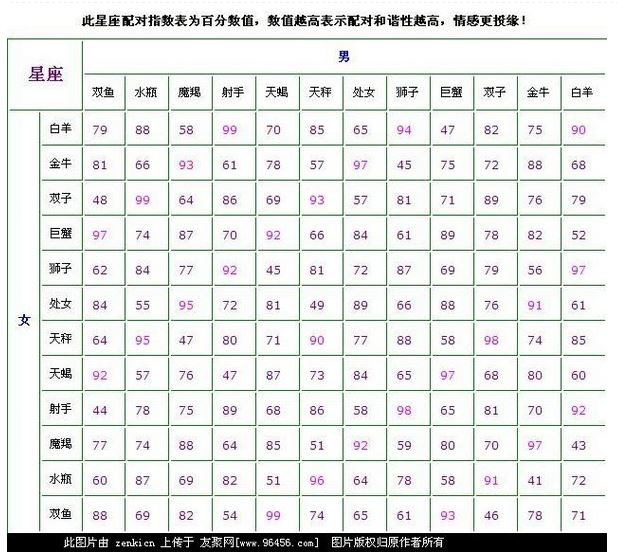 此星座配对指数表为百分数值，数值越高表示配对和谐性越高，情感更投缘！
星座 男
双鱼 水瓶 魔羯 射手 天蝎 天秤 处女 狮子 巨蟹 双子 金牛 白羊
女
白羊 79 88 58 99 70 85 65 94 47 82 75 90
金牛 81 66 93 61 78 57 97 45 75 72 88 68
双子 48 99 64 86 69 93 57 81 71 89 76 79
巨蟹 97 74 87 70 92 66 84 61 89 78 82 52
狮子 62 84 77 92 45 81 72 87 69 79 56 97
处女 84 55 95 72 81 49 89 66 88 76 91 61
天秤 64 95 47 80 71 90 77 88 58 98 74 85
天蝎 92 57 76 47 87 73 84 65 97 68 80 60
射手 44 78 75 89 68 86 58 98 65 81 70 92
魔羯 77 74 88 64 85 51 92 59 80 70 97 43
水瓶 60 87 69 82 51 96 64 78 58 91 41 72
双鱼 88 69 82 54 99 74 65 61 93 46 78 71
此图片由 zenkicn 上传于 友聚网[www.96456.com] 图片版权归原作者所有